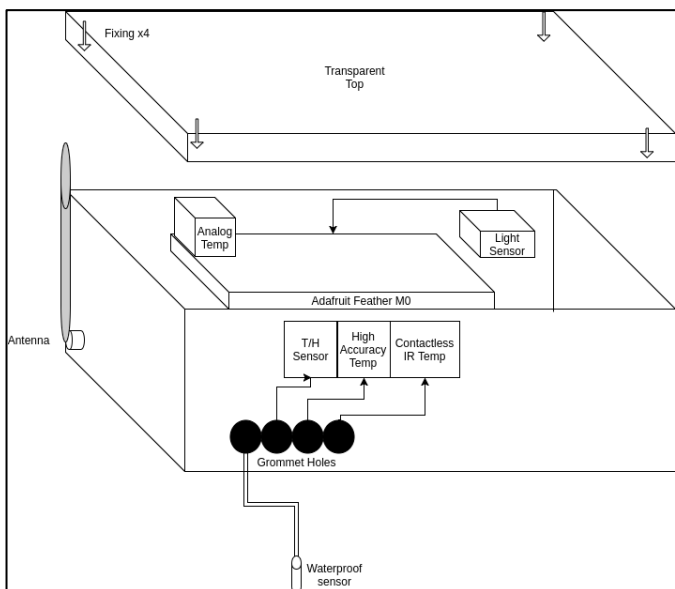 Fixing x4
Transparent
Top
Analog
Temp
Light
Sensor
Adafruit Feather M0
Antenna
T/H
Sensor
High
Accuracy
Temp
Contactless
IR Temp
Grommet Holes
Waterproof
sensor